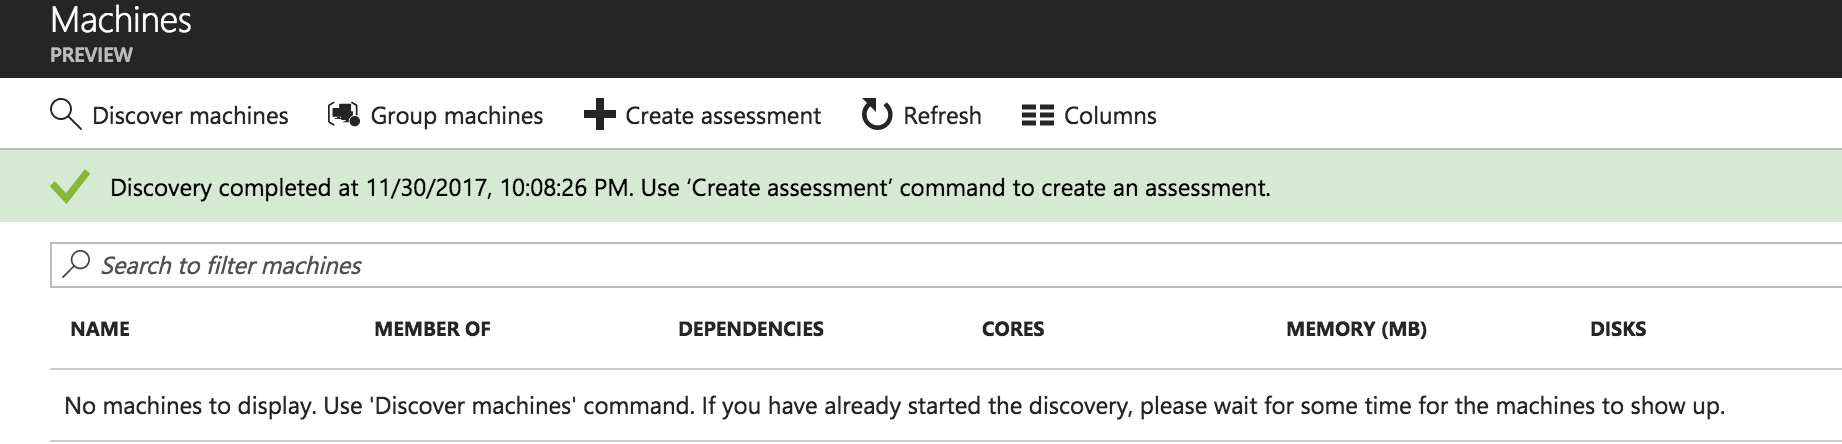 Machines
PREVIEW
Discover machines Group machines Create assessment Refresh Columns
Discovery completed at 11/30/2017, 10:08:26 PM. Use ‘Create assessment’ command to create an assessment.
Search to filter machines
NAME MEMBER OF DEPENDENCIES CORES MEMORY (MB) DISKS
No machines to display. Use 'Discover machines' command. If you have already started the discovery, please wait for some time for the machines to show up.